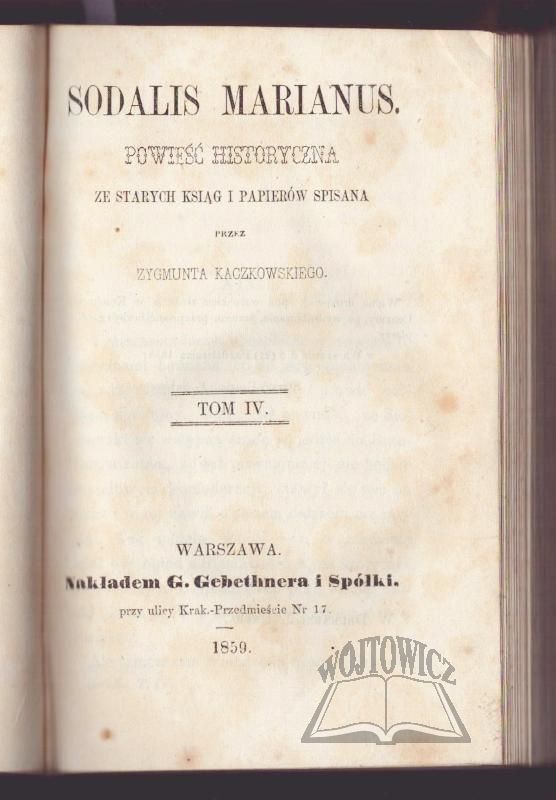 SODALIS MARIANUS.
POWIEŚĆ HISTORYCZNA
ZE STARYCH KSIĄG I PAPIERÓW SPISANA
PRZEZ
ZYGMUNTA KACZKOWSKIEGO.
TOM IV.
WARSZAWA.
Nakładem G. Gebethnera i Spółki.
przy ulicy Krak.-Przedmieście Nr 17.
1859.
WOJTOWICZ